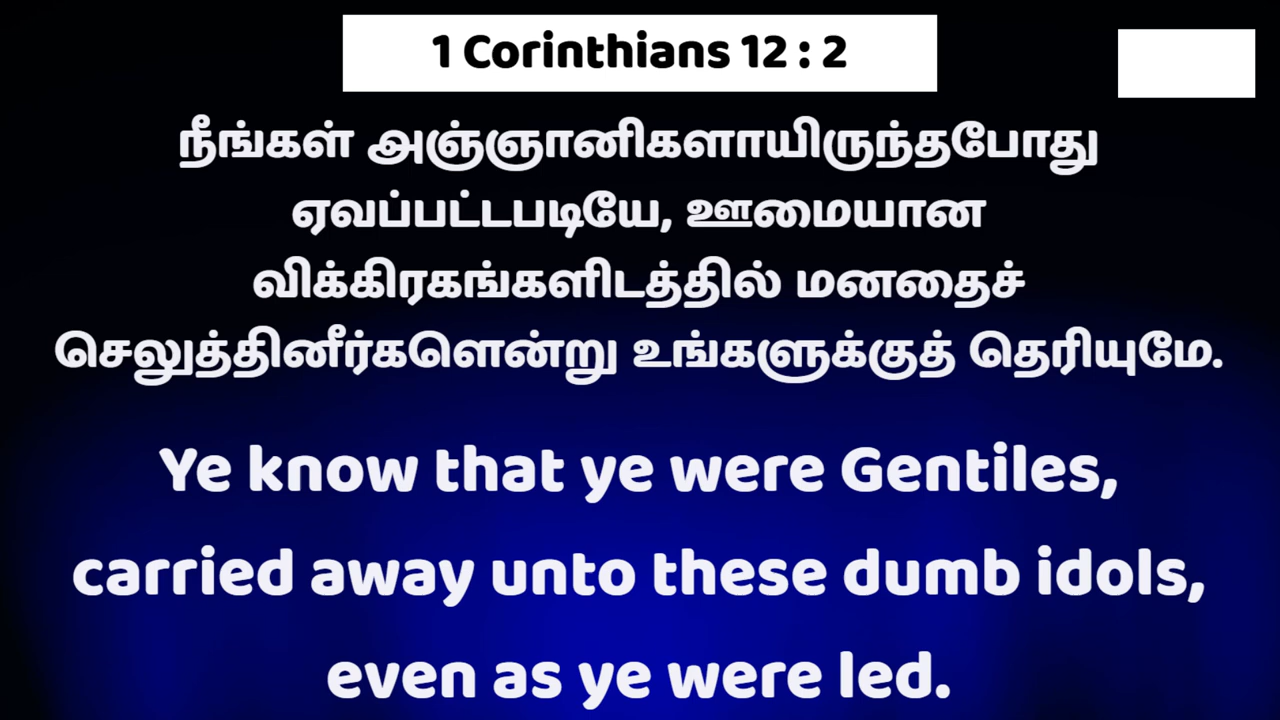 1 Corinthians 12 : 2
நீங்கள் அஞ்ஞானிகளாயிருந்தபோது
ஏவப்பட்டபடியே, ஊமையான
விக்கிரகங்களிடத்தில் மனதைச்
செலுத்தினீர்களென்று உங்களுக்குத் தெரியுமே.
Ye know that ye were Gentiles,
carried away unto these dumb idols,
even as ye were led.